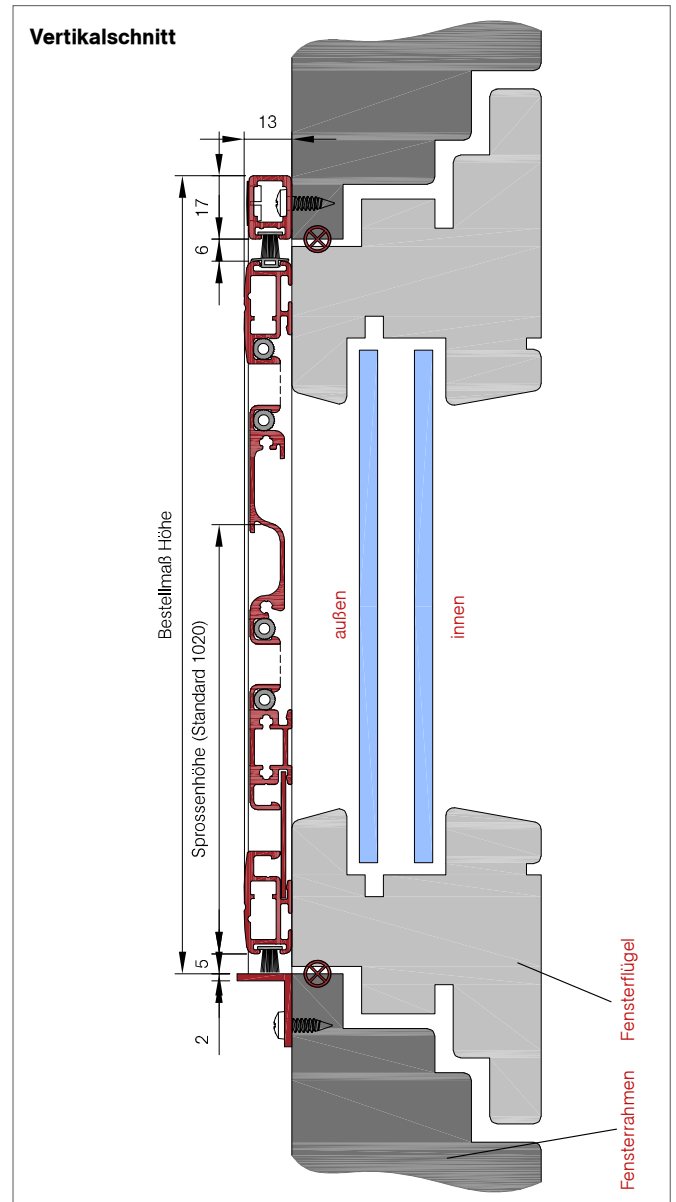 Vertikalschnitt
13
17
6
Bestellmaß Höhe
Sprossenhöhe (Standard 1020)
außen
innen
5
2
Fensterflügel
Fensterrahmen